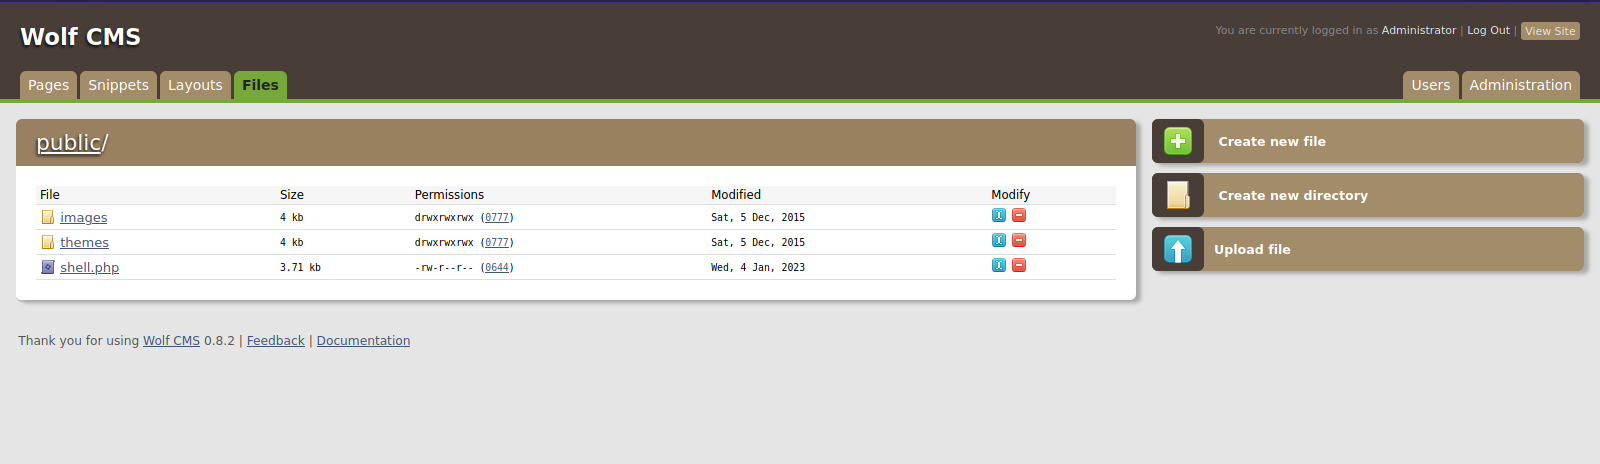 Wolf CMS
You are currently logged in as Administrator | Log Out | View Site
Pages Snippets Layouts Files Users Administration
public/
File Size Permissions Modified Modify
images 4 kb drwxrwxrwx (0777) Sat, 5 Dec, 2015
themes 4 kb drwxrwxrwx (0777) Sat, 5 Dec, 2015
shell.php 3.71 kb -rw-r--r-- (0644) Wed, 4 Jan, 2023
Create new file
Create new directory
Upload file
Thank you for using Wolf CMS 0.8.2 | Feedback | Documentation